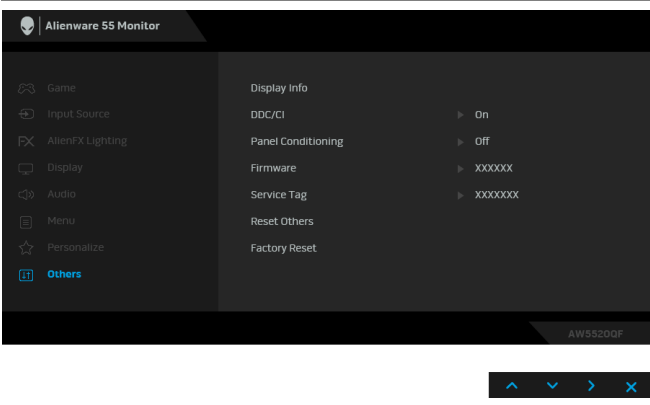 Alienware 55 Monitor
Game
Display Info
Input Source
DDC/CI On
AlienFX Lighting
Panel Conditioning Off
Display
Firmware XXXXXX
Audio
Service Tag XXXXXXX
Menu
Reset Others
Personalize
Factory Reset
Others
AW5520QF